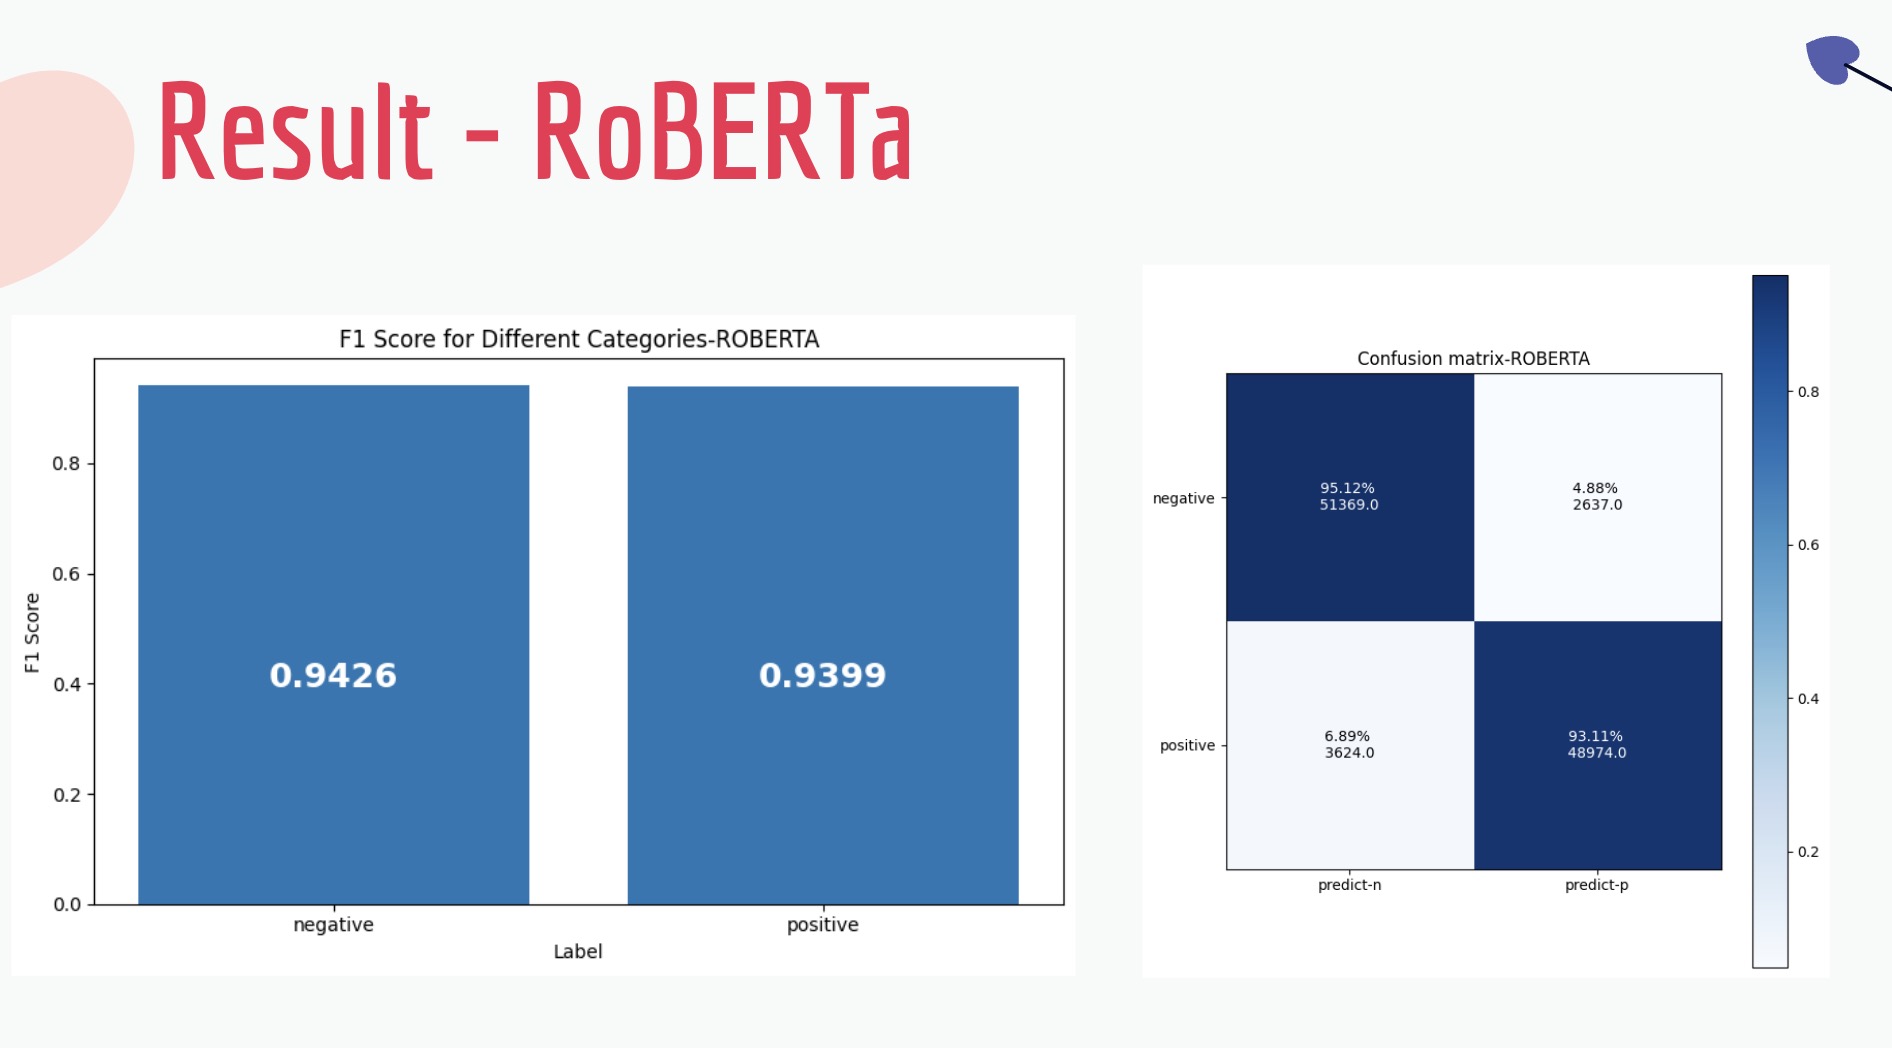 Result - RoBERTa
F1 Score for Different Categories-ROBERTA
F1 Score
0.8
0.6
0.4
0.2
0.0
0.9426
0.9399
negative
positive
Label
Confusion matrix-ROBERTA
negative
positive
95.12%
51369.0
4.88%
2637.0
6.89%
3624.0
93.11%
48974.0
predict-n
predict-p
0.8
0.6
0.4
0.2